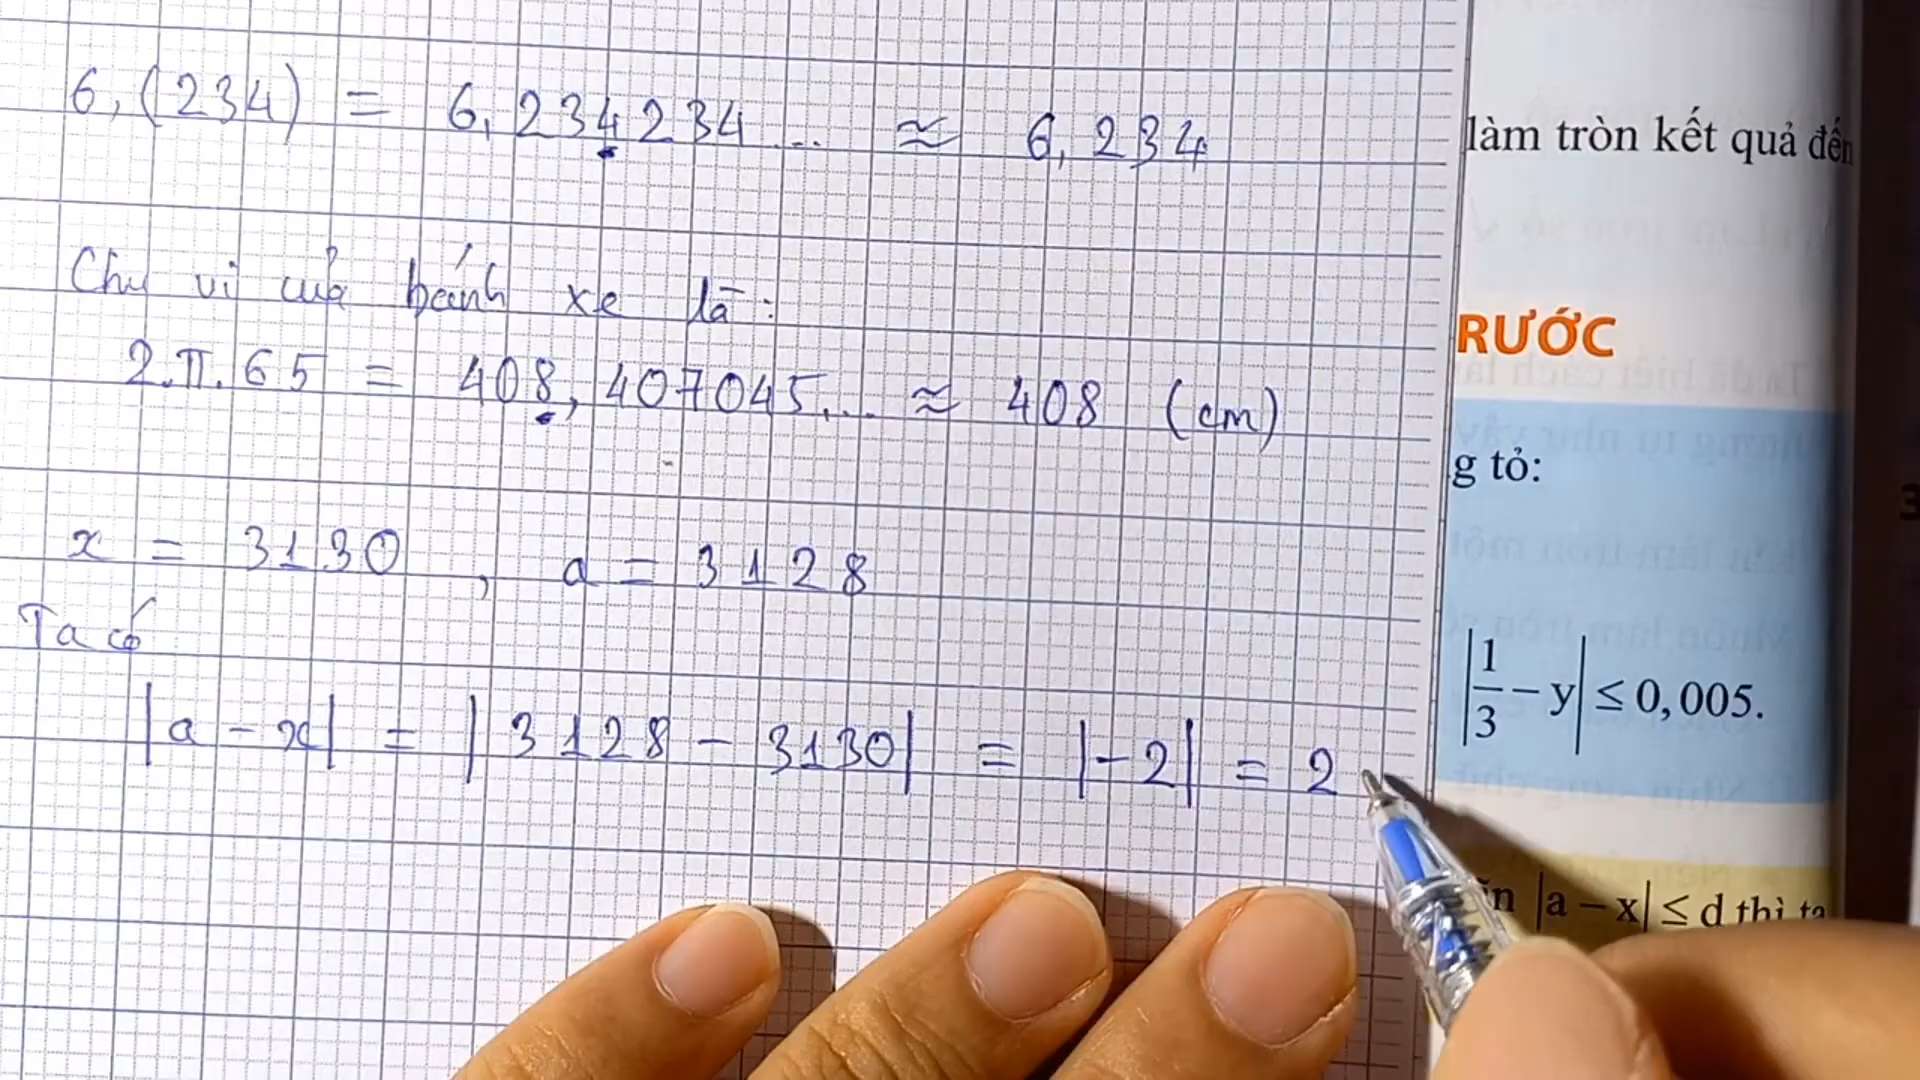 6,(234) = 6,234234... ≈ 6,234
Chu vi của bánh xe là:
2.π.65 = 408,407045... ≈ 408 (cm)
x = 3130 , a = 3128
Ta có
|a - x| = |3128 - 3130| = |-2| = 2
làm tròn kết quả đến
RƯỚC
g tỏ:
|1/3 - y| ≤ 0,005.
|a - x| ≤ d thì ta